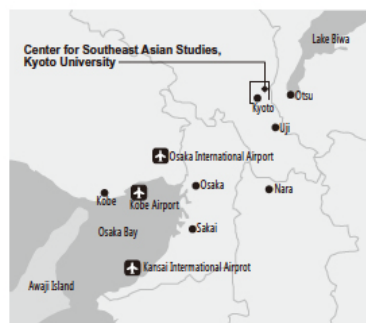 Lake Biwa
Center for Southeast Asian Studies,
Kyoto University
Kyoto
Otsu
Uji
Osaka International Airport
Kobe
Kobe Airport
Osaka
Nara
Osaka Bay
Sakai
Kansai Intermational Airprot
Awaji Island